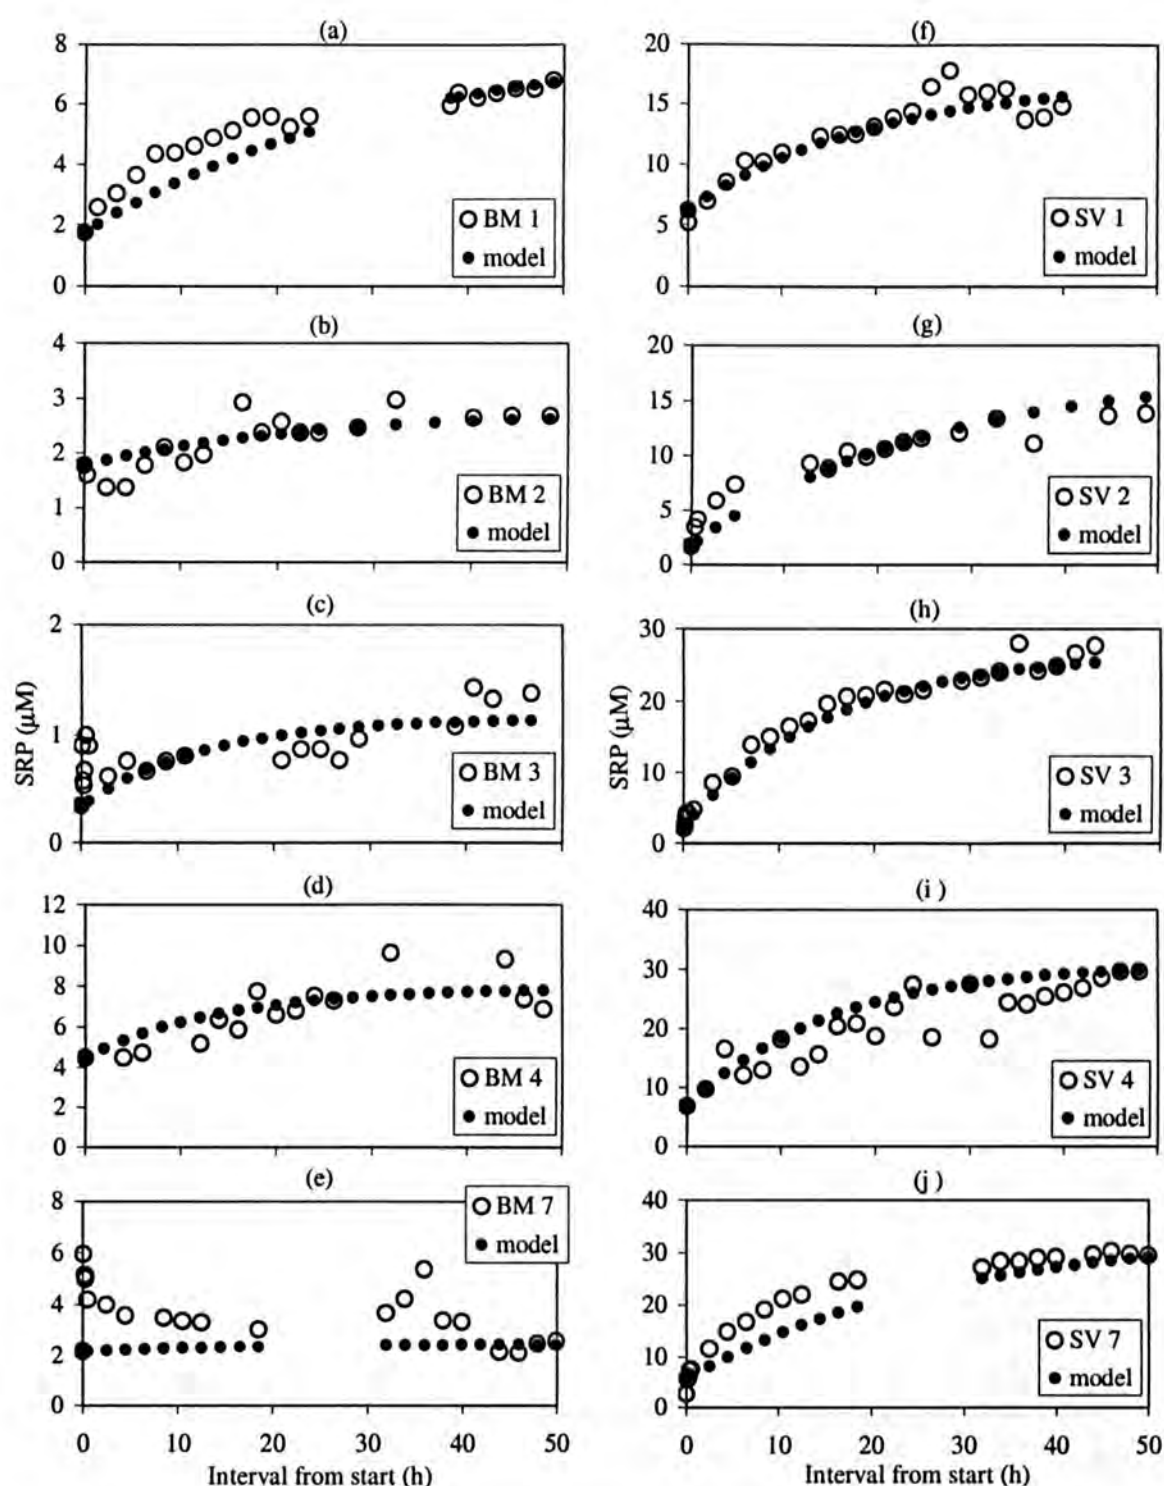 (a)
8
6
4
2
0
BM 1
model
(b)
4
3
2
1
0
BM 2
model
(c)
2
1
0
BM 3
model
SRP (µM)
(d)
12
10
8
6
4
2
0
BM 4
model
(e)
8
6
4
2
0
BM 7
model
0 10 20 30 40 50
Interval from start (h)
(f)
20
15
10
5
0
SV 1
model
(g)
20
15
10
5
0
SV 2
model
(h)
30
20
10
0
SV 3
model
SRP (µM)
(i )
40
30
20
10
0
SV 4
model
(j )
40
30
20
10
0
SV 7
model
0 10 20 30 40 50
Interval from start (h)